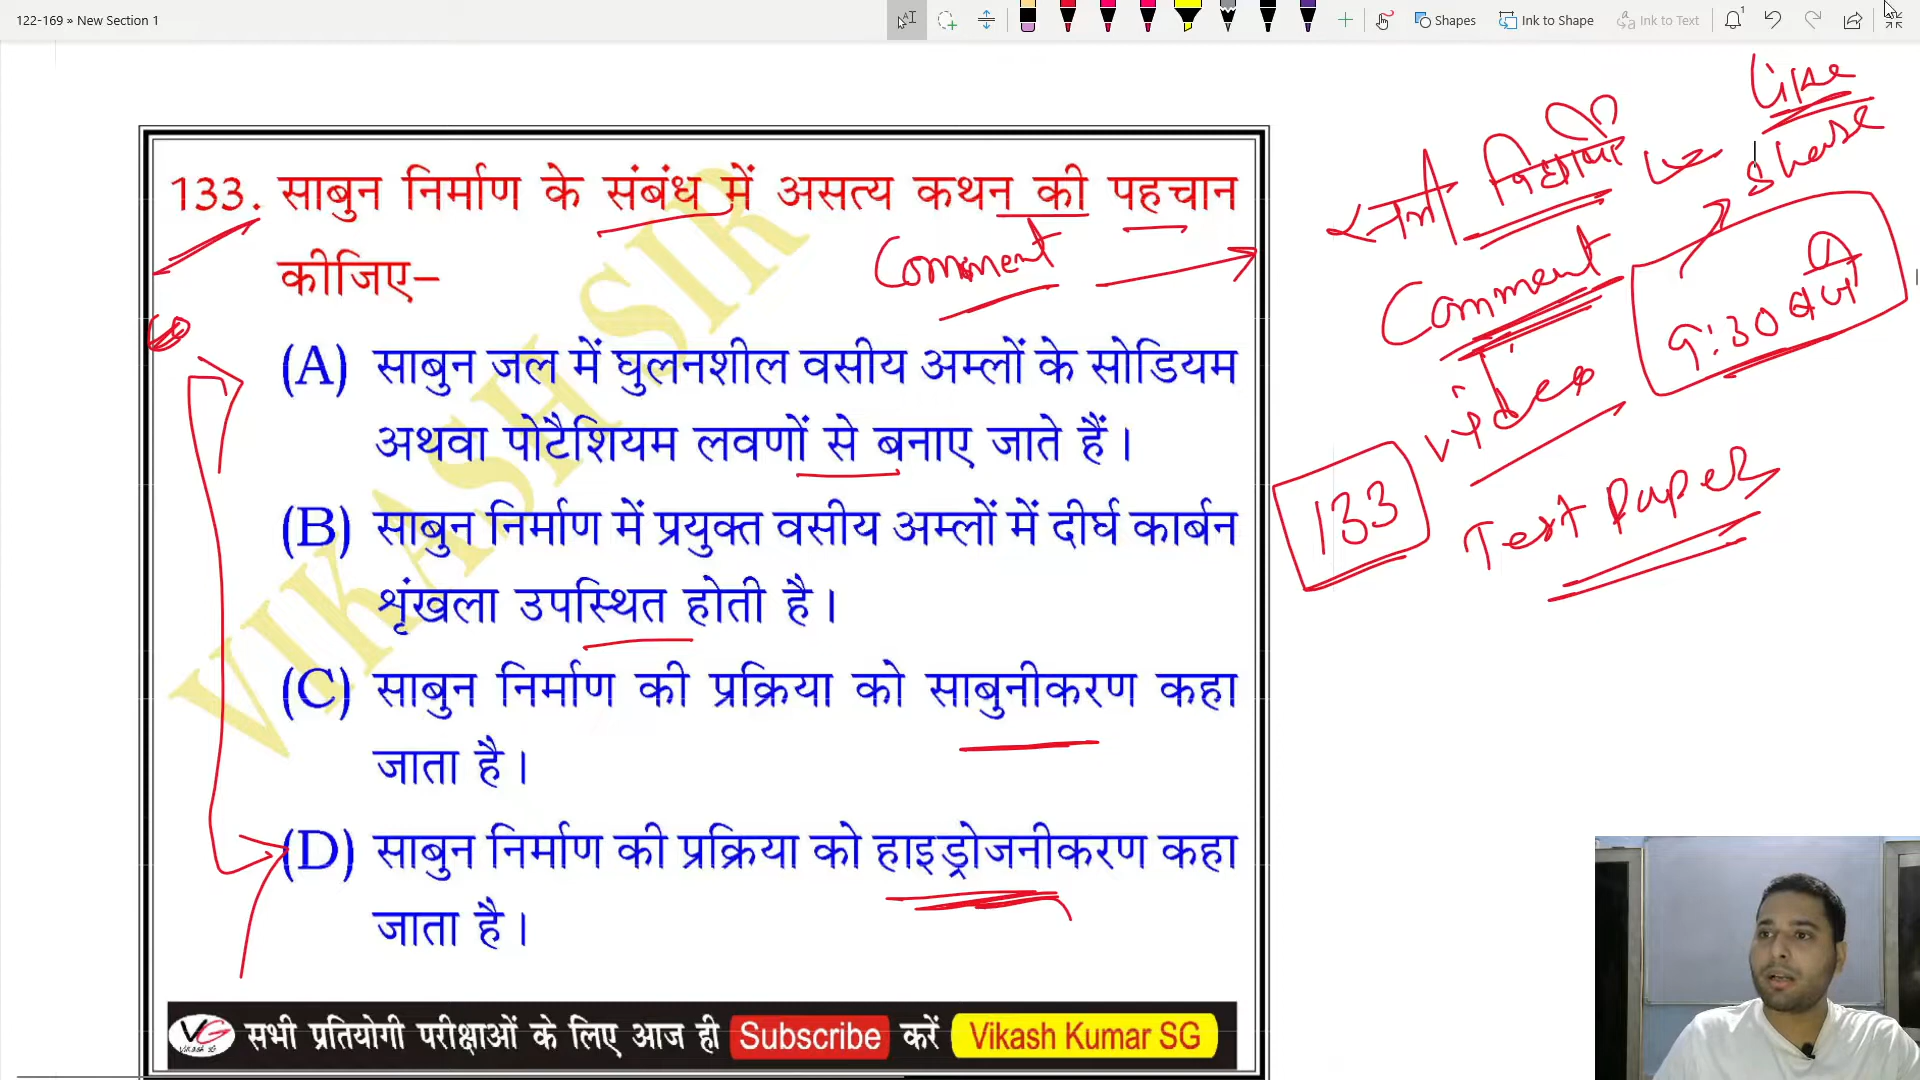 122-169 » New Section 1
Shapes
Ink to Shape
Ink to Text
133. साबुन निर्माण के संबंध में असत्य कथन की पहचान
कीजिए–
Comment
(A) साबुन जल में घुलनशील वसीय अम्लों के सोडियम
अथवा पोटैशियम लवणों से बनाए जाते हैं।
(B) साबुन निर्माण में प्रयुक्त वसीय अम्लों में दीर्घ कार्बन
शृंखला उपस्थित होती है।
(C) साबुन निर्माण की प्रक्रिया को साबुनीकरण कहा
जाता है।
(D) साबुन निर्माण की प्रक्रिया को हाइड्रोजनीकरण कहा
जाता है।
VIKASH SIR
Like
Share
Comment
9:30 बजे
video
133
Test Paper
VG
सभी प्रतियोगी परीक्षाओं के लिए आज ही Subscribe करें Vikash Kumar SG